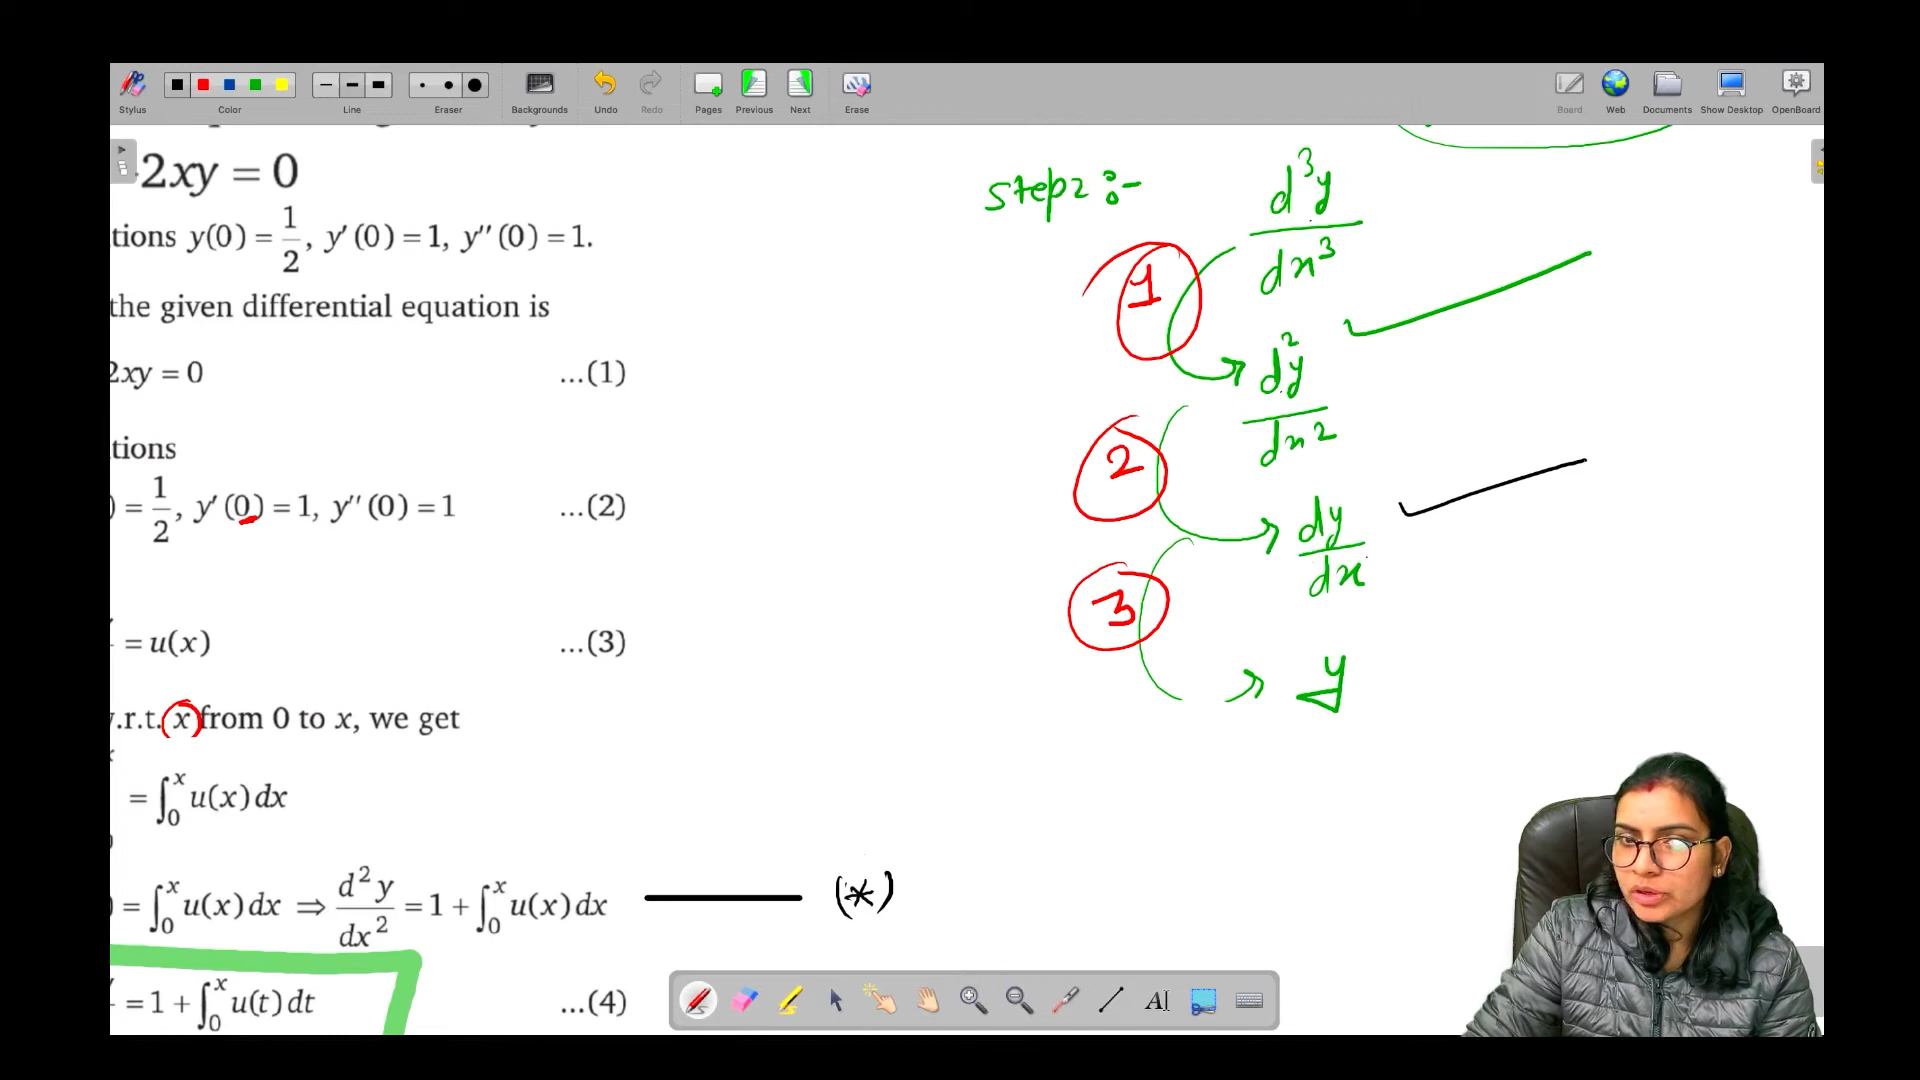 Stylus Color Line Eraser Backgrounds Undo Redo Pages Previous Next Erase Board Web Documents Show Desktop OpenBoard
2xy = 0
tions y(0) = 1/2, y′(0) = 1, y″(0) = 1.
the given differential equation is
2xy = 0 ...(1)
tions
) = 1/2, y′(0) = 1, y″(0) = 1 ...(2)
= u(x) ...(3)
.r.t. x from 0 to x, we get
= ∫₀ˣ u(x) dx
) = ∫₀ˣ u(x) dx ⇒ d²y/dx² = 1 + ∫₀ˣ u(x) dx (*)
= 1 + ∫₀ˣ u(t) dt ...(4)
Step 2 :- d³y/dx³
1
d²y/dx²
2
dy/dx
3
y